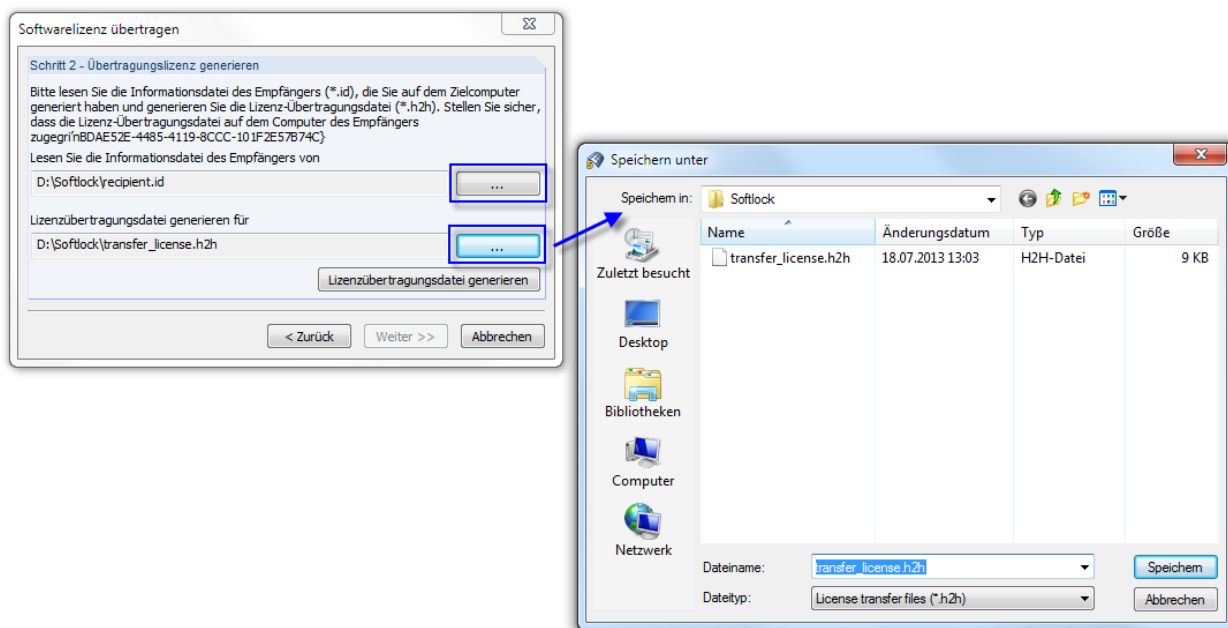 Softwarelizenz übertragen
Schritt 2 - Übertragungslizenz generieren
Bitte lesen Sie die Informationsdatei des Empfängers (*.id), die Sie auf dem Zielcomputer
generiert haben und generieren Sie die Lizenz-Übertragungsdatei (*.h2h). Stellen Sie sicher,
dass die Lizenz-Übertragungsdatei auf dem Computer des Empfängers
zugegri'nBDAE52E-4485-4119-8CCC-101F2E57B74C}
Lesen Sie die Informationsdatei des Empfängers von
D:\Softlock\recipient.id
...
Lizenzübertragungsdatei generieren für
D:\Softlock\transfer_license.h2h
...
Lizenzübertragungsdatei generieren
< Zurück
Weiter >>
Abbrechen
Speichern unter
Speichern in:
Softlock
Name
Änderungsdatum
Typ
Größe
transfer_license.h2h
18.07.2013 13:03
H2H-Datei
9 KB
Zuletzt besucht
Desktop
Bibliotheken
Computer
Netzwerk
Dateiname:
transfer_license.h2h
Speichern
Dateityp:
License transfer files (*.h2h)
Abbrechen